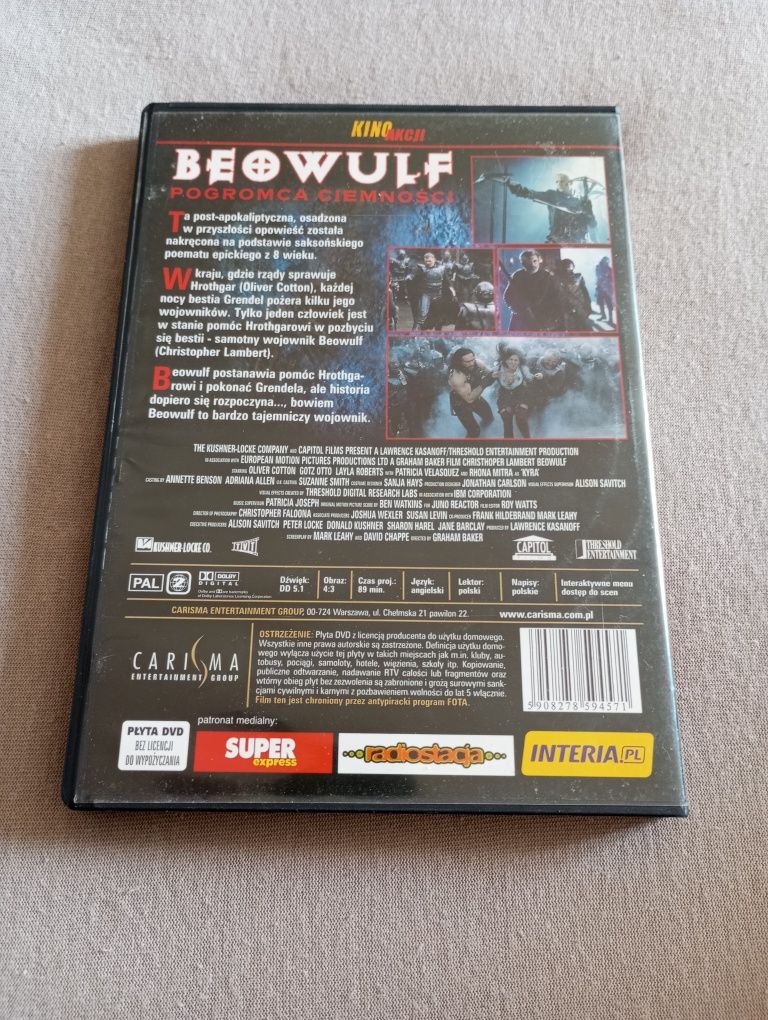 KINO AKCJI
BEOWULF
POGROMCA CIEMNOŚCI
Ta post-apokaliptyczna, osadzona
w przyszłości opowieść została
nakręcona na podstawie saksońskiego
poematu epickiego z 8 wieku.
W kraju, gdzie rządy sprawuje
Hrothgar (Oliver Cotton), każdej
nocy bestia Grendel pożera kilku jego
wojowników. Tylko jeden człowiek jest
w stanie pomóc Hrothgarowi w pozbyciu
się bestii - samotny wojownik Beowulf
(Christopher Lambert).
Beowulf postanawia pomóc Hrothga-
rowi i pokonać Grendela, ale historia
dopiero się rozpoczyna..., bowiem
Beowulf to bardzo tajemniczy wojownik.
THE KUSHNER-LOCKE COMPANY AND CAPITOL FILMS PRESENT A LAWRENCE KASANOFF/THRESHOLD ENTERTAINMENT PRODUCTION
IN ASSOCIATION WITH EUROPEAN MOTION PICTURES PRODUCTIONS LTD A GRAHAM BAKER FILM CHRISTHOPER LAMBERT BEOWULF
STARRING OLIVER COTTON GOTZ OTTO LAYLA ROBERTS WITH PATRICIA VELASQUEZ AND RHONA MITRA AS 'KYRA'
CASTING BY ANNETTE BENSON ADRIANA ALLEN U.K. CASTING SUZANNE SMITH COSTUME DESIGNER SANJA HAYS PRODUCTION DESIGNER JONATHAN CARLSON VISUAL EFFECTS SUPERVISOR ALISON SAVITCH
VISUAL EFFECTS CREATED BY THRESHOLD DIGITAL RESEARCH LABS IN ASSOCIATION WITH IBM CORPORATION
MUSIC SUPERVISOR PATRICIA JOSEPH ORIGINAL MOTION PICTURE SCORE BY BEN WATKINS FOR JUNO REACTOR FILM EDITOR ROY WATTS
DIRECTOR OF PHOTOGRAPHY CHRISTOPHER FALOONA ASSOCIATE PRODUCERS JOSHUA WEXLER SUSAN LEVIN CO-PRODUCER FRANK HILDEBRAND MARK LEAHY
EXECUTIVE PRODUCERS ALISON SAVITCH PETER LOCKE DONALD KUSHNER SHARON HAREL JANE BARCLAY PRODUCED BY LAWRENCE KASANOFF
SCREENPLAY BY MARK LEAHY AND DAVID CHAPPE DIRECTED BY GRAHAM BAKER
KUSHNER-LOCKE CO.
CAPITOL
THRESHOLD
ENTERTAINMENT
PAL
2
DOLBY
DIGITAL
Dolby and are trademarks
of Dolby Laboratories Licensing Corporation
Dźwięk:
DD 5.1
Obraz:
4:3
Czas proj.:
89 min.
Język:
angielski
Lektor:
polski
Napisy:
polskie
Interaktywne menu
dostęp do scen
CARISMA ENTERTAINMENT GROUP, 00-724 Warszawa, ul. Chełmska 21 pawilon 22.
www.carisma.com.pl
CARISMA
ENTERTAINMENT GROUP
OSTRZEŻENIE: Płyta DVD z licencją producenta do użytku domowego.
Wszystkie inne prawa autorskie są zastrzeżone. Definicja użytku domo-
wego wyłącza użycie tej płyty w takich miejscach jak m.in. kluby, au-
tobusy, pociągi, samoloty, hotele, więzienia, szkoły itp. Kopiowanie,
publiczne odtwarzanie, nadawanie RTV całości lub fragmentów oraz
wtórny obieg płyt bez zezwolenia są zabronione i grożą surowymi sank-
cjami cywilnymi i karnymi z pozbawieniem wolności do lat 5 włącznie.
Film ten jest chroniony przez antypiracki program FOTA.
5908278594571
PŁYTA DVD
BEZ LICENCJI
DO WYPOŻYCZANIA
patronat medialny:
SUPER
express
radiostacja
INTERIA.PL